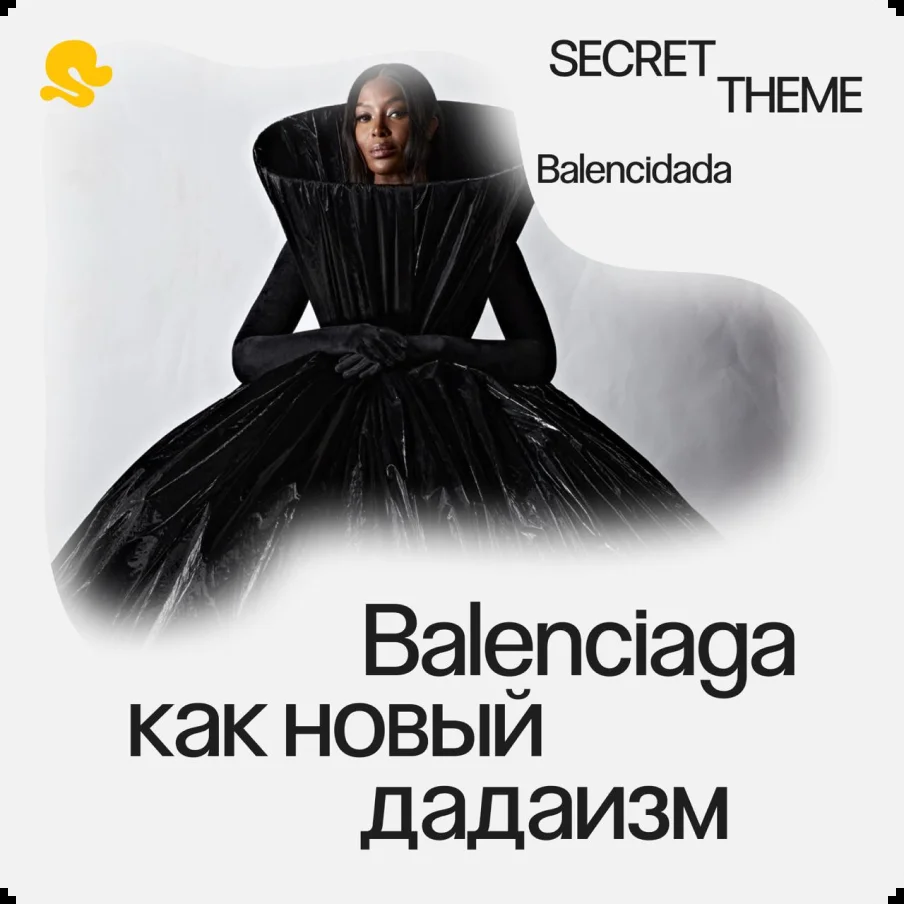 SECRET
THEME
Balencidada
Balenciaga
как новый
дадаизм